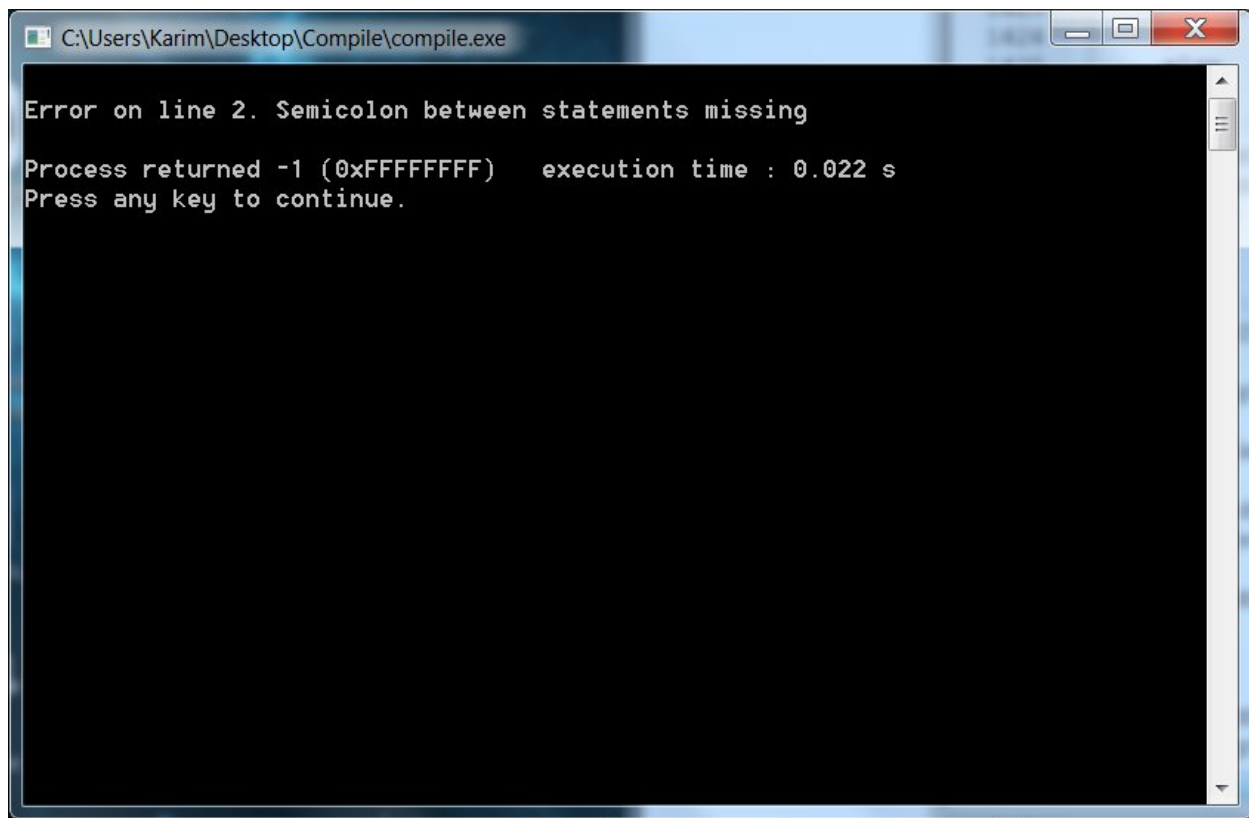 C:\Users\Karim\Desktop\Compile\compile.exe
Error on line 2. Semicolon between statements missing
Process returned -1 (0xFFFFFFFF)   execution time : 0.022 s
Press any key to continue.